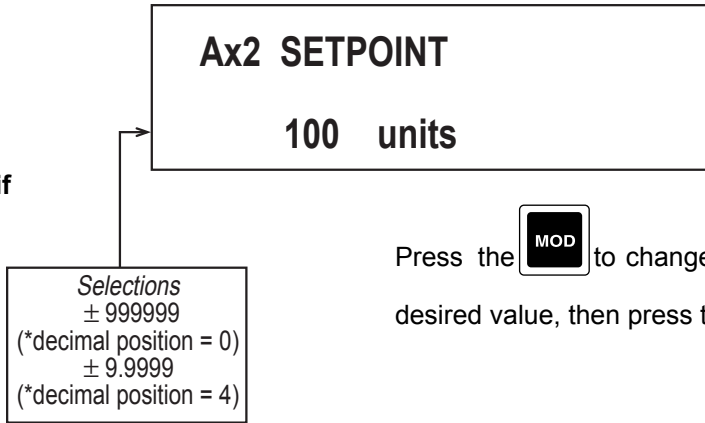 Ax2 SETPOINT
100 units
if
Press the MOD to change
desired value, then press t
Selections
± 999999
(*decimal position = 0)
± 9.9999
(*decimal position = 4)